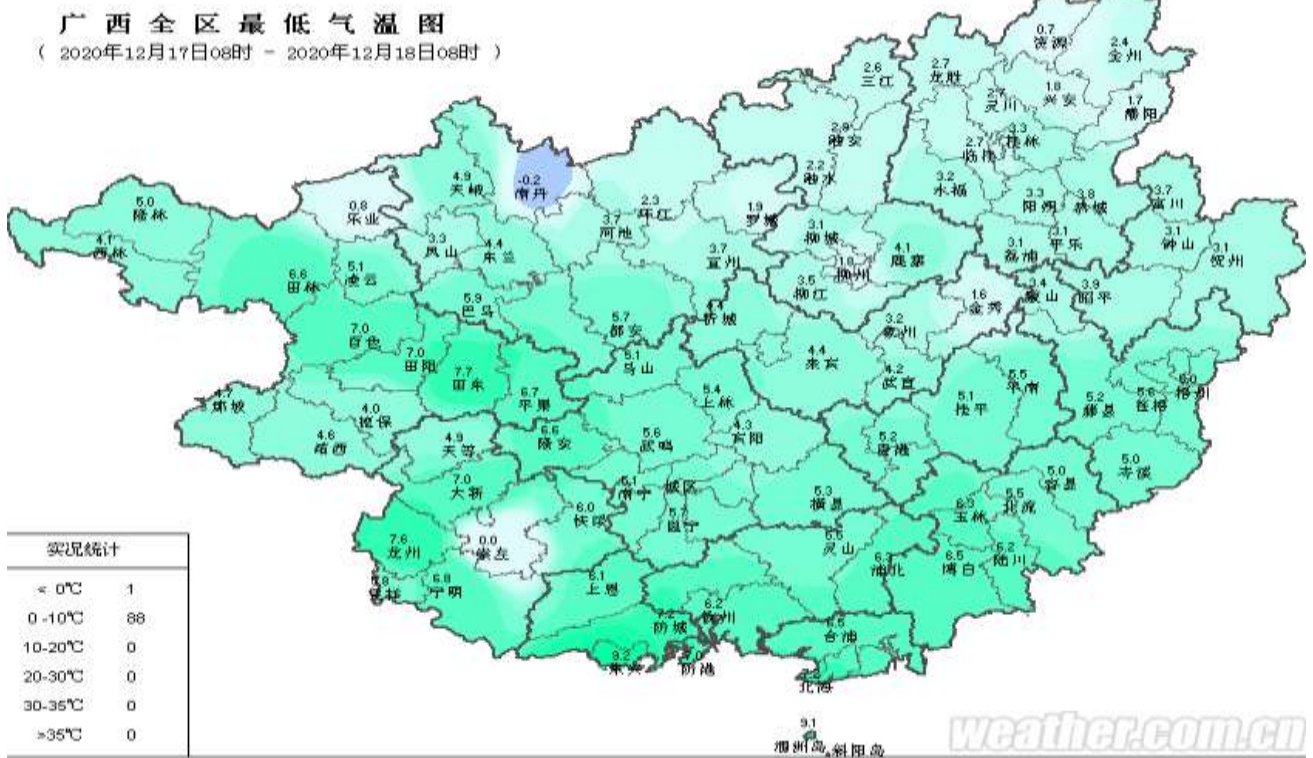 广西全区最低气温图
( 2020年12月17日08时 - 2020年12月18日08时 )
0.7
资源
2.4
全州
2.6
三江
2.7
龙胜
2.7
灵川
1.8
兴安
1.7
灌阳
2.9
融安
3.3
桂林
2.7
临桂
2.2
融水
3.2
永福
3.3
阳朔
3.8
恭城
3.7
富川
4.9
天峨
-0.2
南丹
5.0
隆林
0.8
乐业
2.3
环江
1.9
罗城
3.7
河池
4.1
西林
3.3
凤山
4.4
东兰
3.7
宜州
3.1
柳城
4.1
鹿寨
3.1
荔浦
3.1
平乐
3.1
钟山
3.1
贺州
6.6
田林
5.1
凌云
1.8
柳州
3.5
柳江
1.6
金秀
3.4
蒙山
3.9
昭平
5.9
巴马
5.7
都安
4.4
忻城
3.2
象州
7.0
百色
7.0
田阳
7.7
田东
5.1
马山
4.4
来宾
4.2
武宣
5.5
平南
5.1
桂平
5.2
藤县
5.6
苍梧
6.0
梧州
4.7
那坡
4.0
德保
6.7
平果
5.4
上林
4.6
靖西
4.9
天等
6.6
隆安
5.6
武鸣
4.3
宾阳
5.2
贵港
5.0
岑溪
7.0
大新
5.1
南宁
城区
5.3
横县
6.3
玉林
5.5
北流
5.0
容县
6.0
扶绥
5.7
邕宁
7.6
龙州
0.0
崇左
5.5
灵山
6.3
浦北
6.5
博白
6.2
陆川
6.8
宁明
6.1
上思
7.2
防城
6.2
钦州
6.5
合浦
东兴
防港
北海
9.1
涠洲岛
斜阳岛
实况统计
< 0℃ 1
0 -10℃ 88
10-20℃ 0
20-30℃ 0
30-35℃ 0
>35℃ 0
weather.com.cn